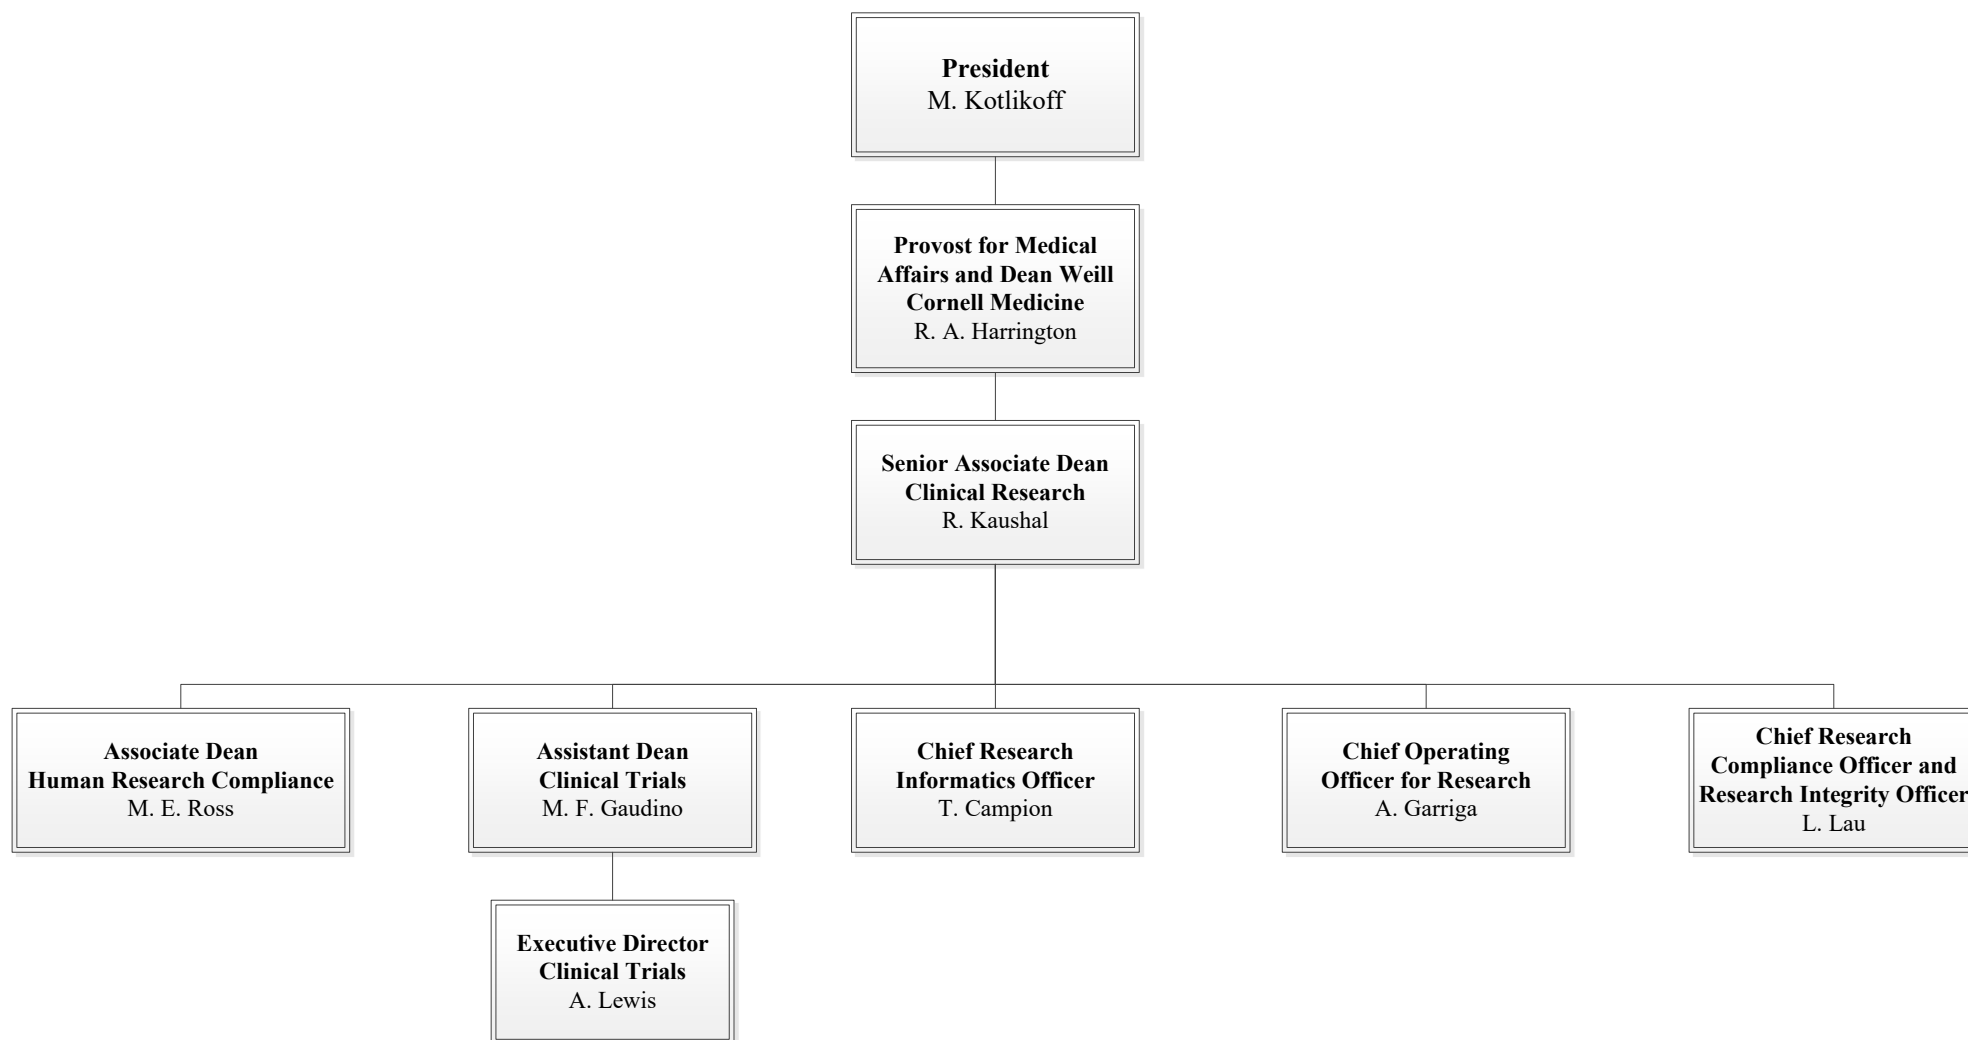 President
M. Kotlikoff
Provost for Medical
Affairs and Dean Weill
Cornell Medicine
R. A. Harrington
Senior Associate Dean
Clinical Research
R. Kaushal
Associate Dean
Human Research Compliance
M. E. Ross
Assistant Dean
Clinical Trials
M. F. Gaudino
Chief Research
Informatics Officer
T. Campion
Chief Operating
Officer for Research
A. Garriga
Chief Research
Compliance Officer and
Research Integrity Officer
L. Lau
Executive Director
Clinical Trials
A. Lewis